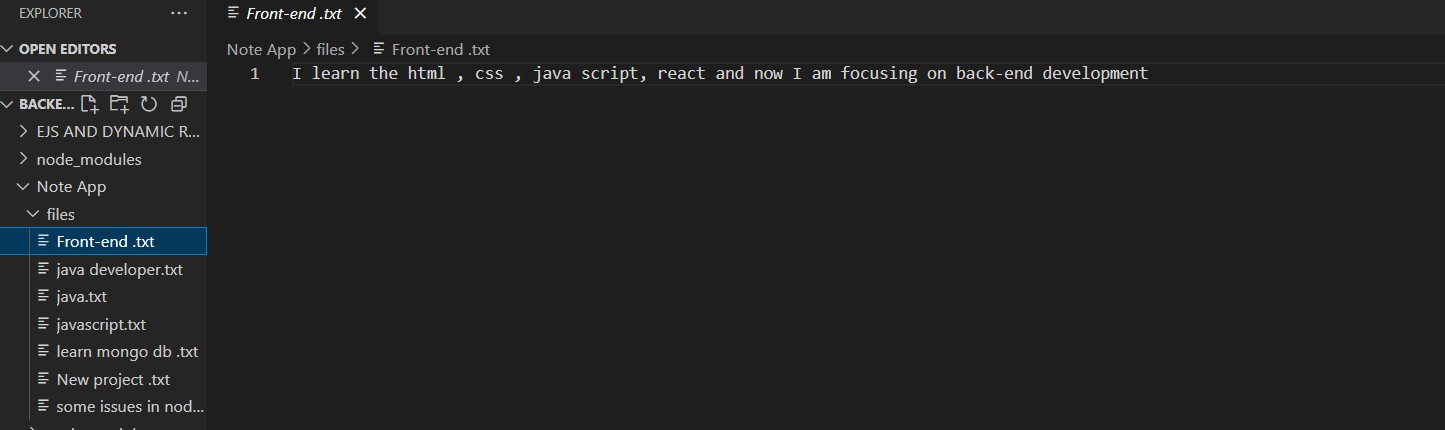 EXPLORER ···
OPEN EDITORS
Front-end .txt N...
BACKE...
EJS AND DYNAMIC R...
node_modules
Note App
files
Front-end .txt
java developer.txt
java.txt
javascript.txt
learn mongo db .txt
New project .txt
some issues in nod...
Front-end .txt
Note App > files > Front-end .txt
1 I learn the html , css , java script, react and now I am focusing on back-end development